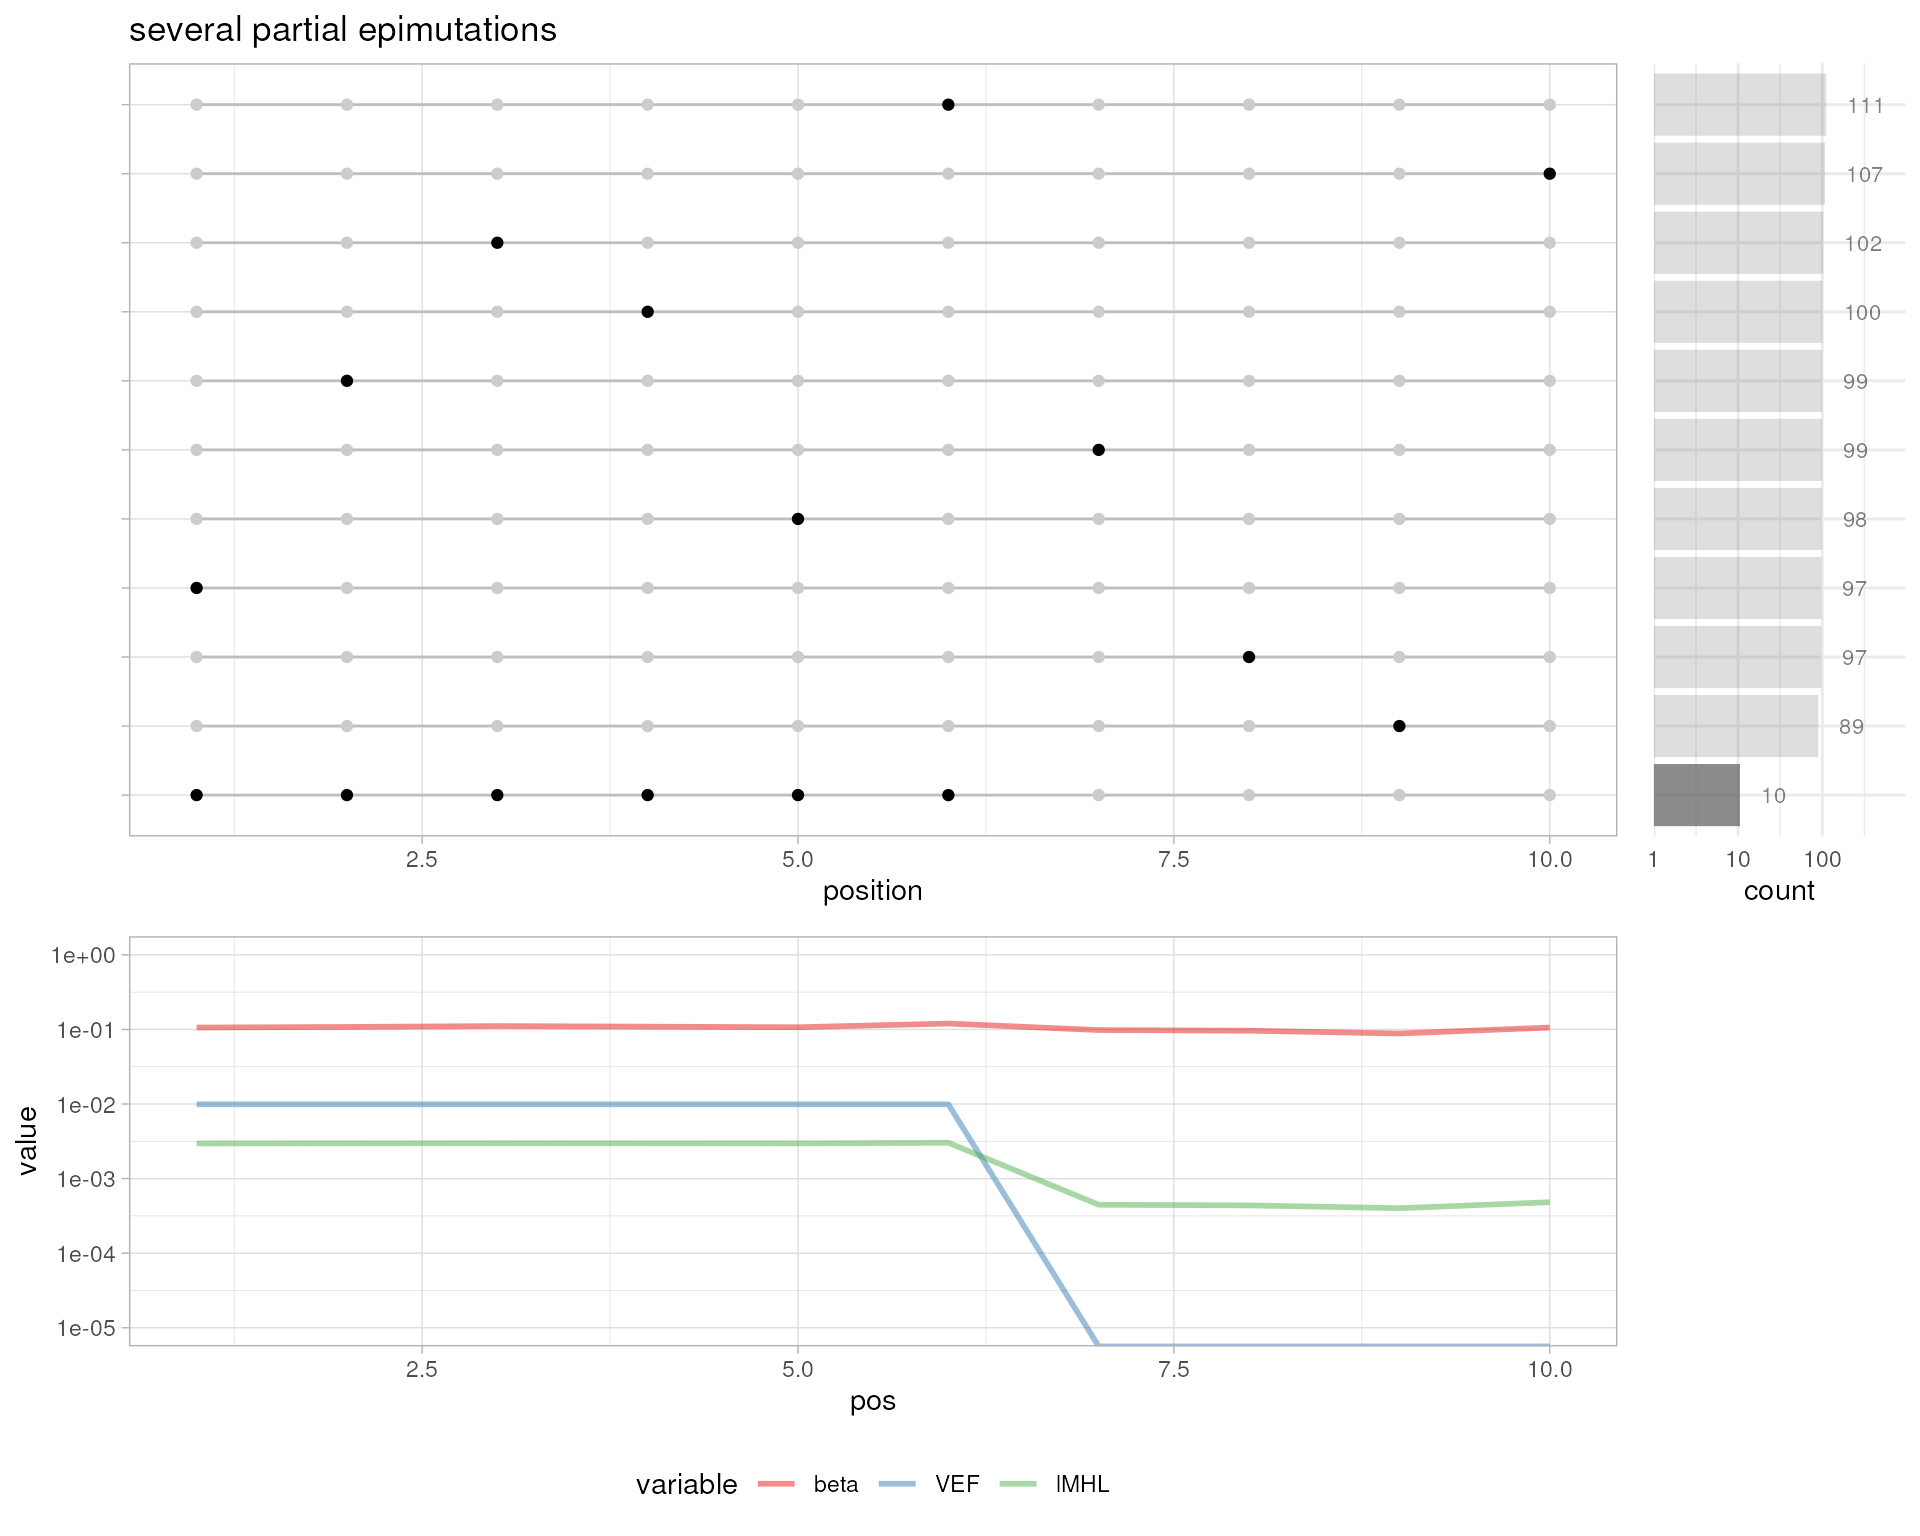 several partial epimutations
111
107
102
100
99
99
98
97
97
89
10
2.5 5.0 7.5 10.0
position
1 10 100
count
1e+00
1e-01
1e-02
1e-03
1e-04
1e-05
value
2.5 5.0 7.5 10.0
pos
variable beta VEF lMHL